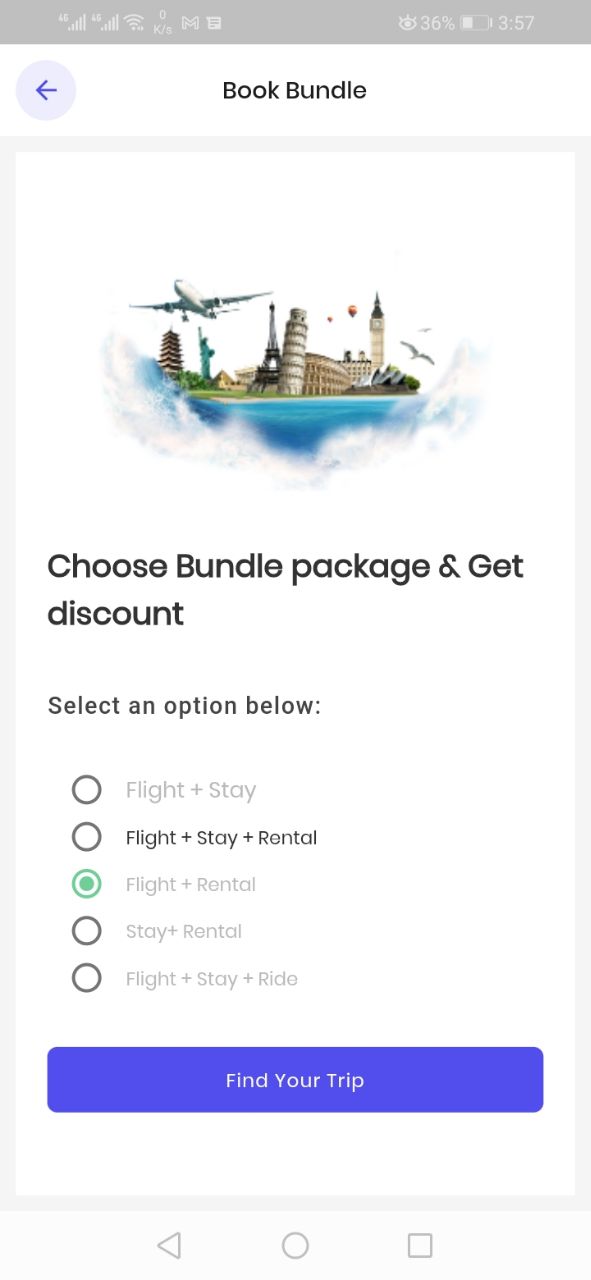 4G 4G 0 K/s 36% 3:57
Book Bundle
Choose Bundle package & Get
discount
Select an option below:
Flight + Stay
Flight + Stay + Rental
Flight + Rental
Stay+ Rental
Flight + Stay + Ride
Find Your Trip